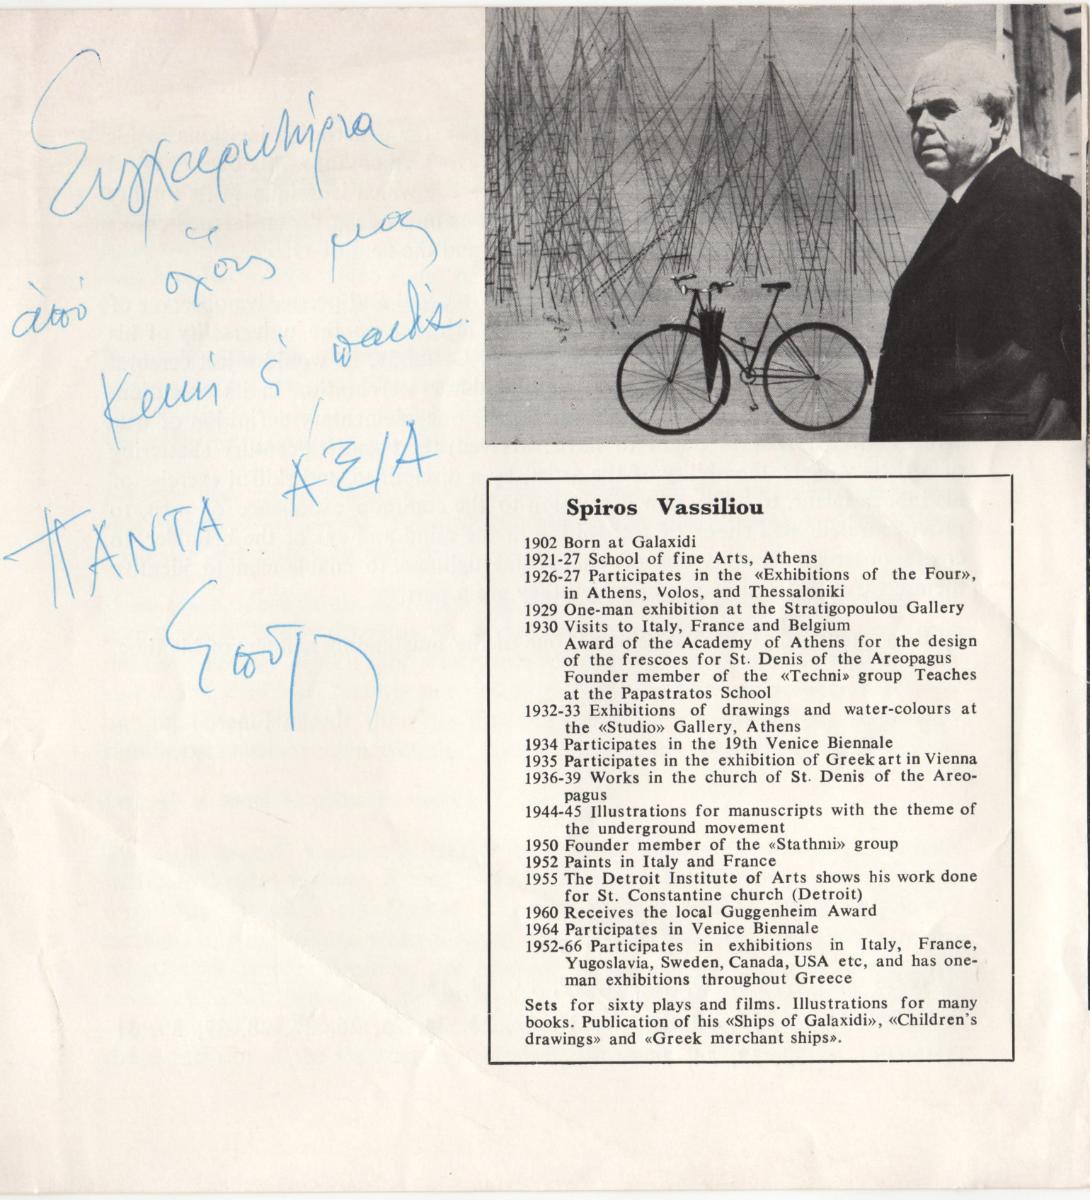 Συγχαρητήρια
ἀπό ὅλους μας
ΠΑΝΤΑ ΑΞΙΑ
Spiros Vassiliou
1902 Born at Galaxidi
1921-27 School of fine Arts, Athens
1926-27 Participates in the «Exhibitions of the Four»,
in Athens, Volos, and Thessaloniki
1929 One-man exhibition at the Stratigopoulou Gallery
1930 Visits to Italy, France and Belgium
Award of the Academy of Athens for the design
of the frescoes for St. Denis of the Areopagus
Founder member of the «Techni» group Teaches
at the Papastratos School
1932-33 Exhibitions of drawings and water-colours at
the «Studio» Gallery, Athens
1934 Participates in the 19th Venice Biennale
1935 Participates in the exhibition of Greek art in Vienna
1936-39 Works in the church of St. Denis of the Areo-
pagus
1944-45 Illustrations for manuscripts with the theme of
the underground movement
1950 Founder member of the «Stathmi» group
1952 Paints in Italy and France
1955 The Detroit Institute of Arts shows his work done
for St. Constantine church (Detroit)
1960 Receives the local Guggenheim Award
1964 Participates in Venice Biennale
1952-66 Participates in exhibitions in Italy, France,
Yugoslavia, Sweden, Canada, USA etc, and has one-
man exhibitions throughout Greece
Sets for sixty plays and films. Illustrations for many
books. Publication of his «Ships of Galaxidi», «Children's
drawings» and «Greek merchant ships».